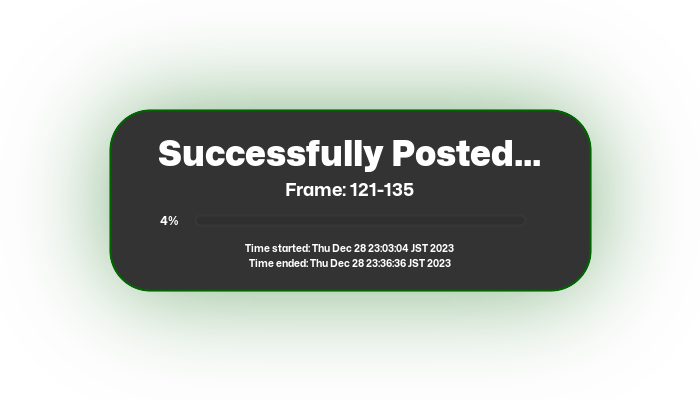 Successfully Posted...
Frame: 121-135
4%
Time started: Thu Dec 28 23:03:04 JST 2023
Time ended: Thu Dec 28 23:36:36 JST 2023